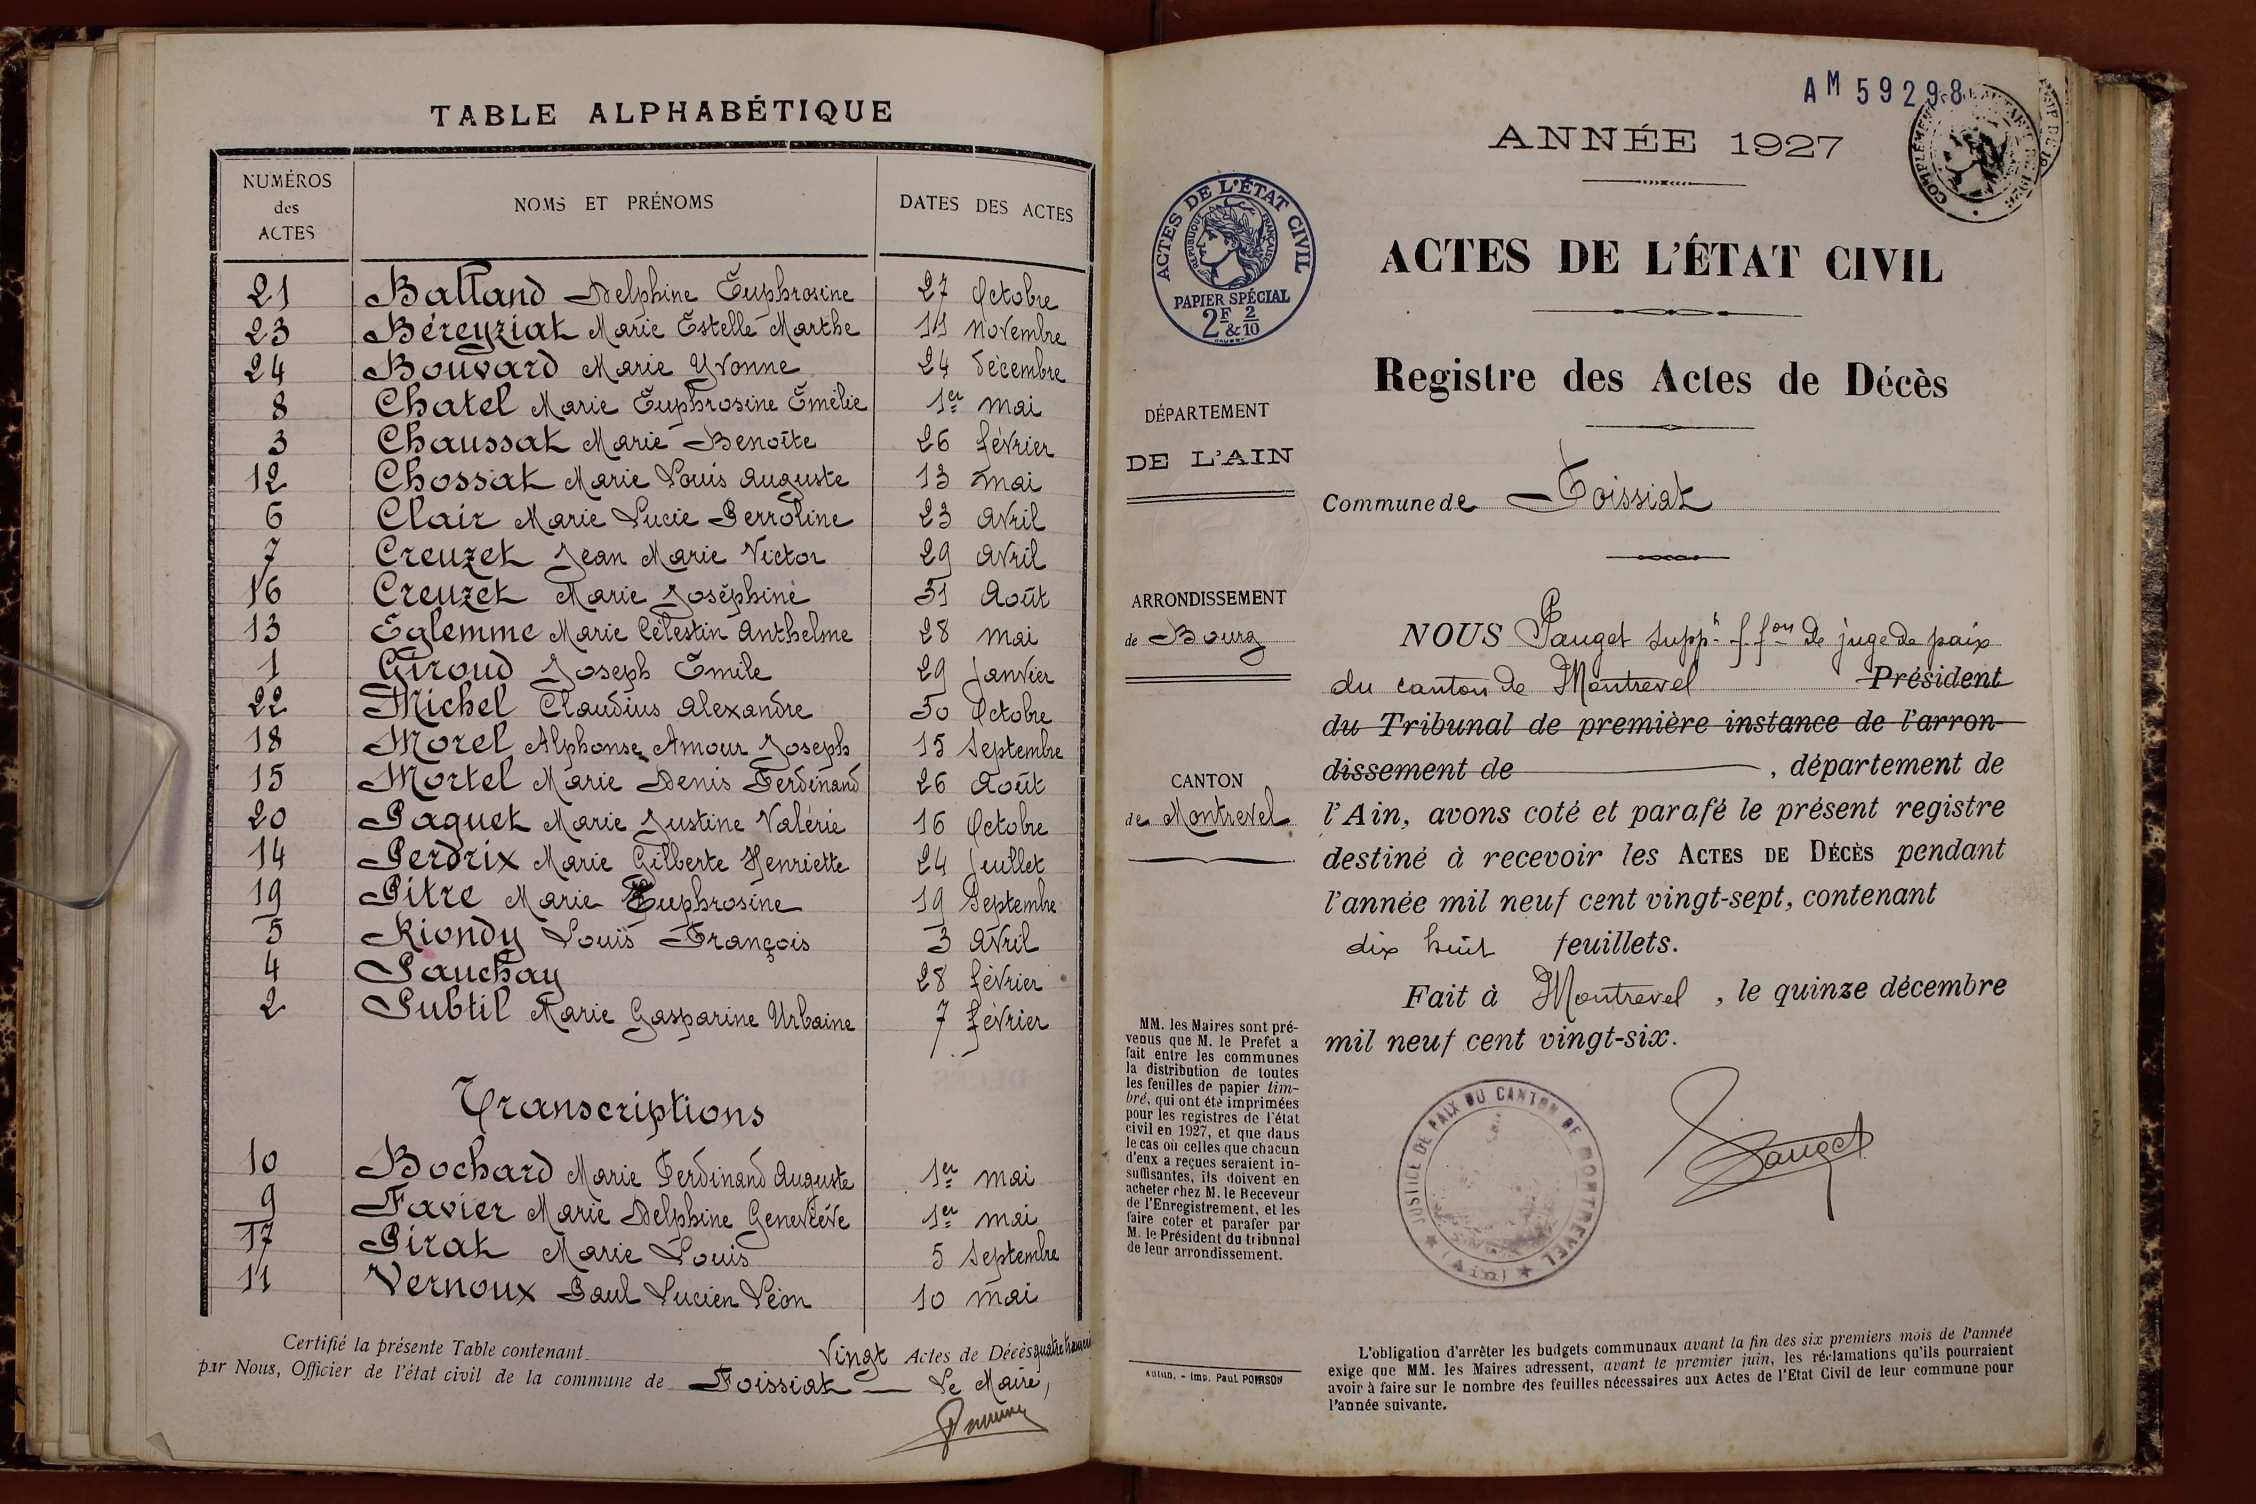 TABLE ALPHABÉTIQUE
NUMÉROS des ACTES NOMS ET PRÉNOMS DATES DES ACTES
21 Balland Delphine Euphrosine 27 Octobre
23 Béreyziat Marie Estelle Marthe 14 novembre
24 Bouvard Marie Yvonne 24 décembre
8 Chatel Marie Euphrosine Emélie 1er mai
3 Chaussat Marie Benoîte 26 février
12 Chossat Marie Louis Auguste 13 mai
6 Clair Marie Lucie Perroline 23 avril
7 Creuzet Jean Marie Victor 29 avril
16 Creuzet Marie Joséphine 31 Août
13 Eglemme Marie Célestin Anthelme 28 mai
1 Giroud Joseph Emile 29 Janvier
22 Michel Claudius Alexandre 30 Octobre
18 Morel Alphonse Amour Joseph 15 Septembre
15 Mortel Marie Denis Ferdinand 26 Août
20 Paquet Marie Justine Valérie 16 Octobre
14 Perdrix Marie Gilberte Henriette 24 Juillet
19 Pitre Marie Euphrosine 19 Septembre
5 Riondy Louis François 3 avril
4 Sauchay 28 février
2 Subtil Marie Gasparine Urbaine 7 février
Transcriptions
10 Bochard Marie Ferdinand Auguste 1er mai
9 Favier Marie Delphine Geneviève 1er mai
17 Pirat Marie Louis 5 Septembre
11 Vernoux Paul Lucien Léon 10 mai
Certifié la présente Table contenant Vingt Actes de Décès quatre
par Nous, Officier de l'état civil de la commune de Foissiat Le Maire,
AM 59298
ANNÉE 1927
ACTES DE L'ÉTAT CIVIL
RÉPUBLIQUE FRANÇAISE
PAPIER SPÉCIAL
2F & 2/10
ACTES DE L'ÉTAT CIVIL
Registre des Actes de Décès
DÉPARTEMENT
DE L'AIN
Commune de Foissiat
ARRONDISSEMENT
de Bourg
CANTON
de Montrevel
NOUS Pauget suppt f.fon de juge de paix
du canton de Montrevel Président
du Tribunal de première instance de l'arron-
dissement de , département de
l'Ain, avons coté et parafé le présent registre
destiné à recevoir les ACTES DE DÉCÈS pendant
l'année mil neuf cent vingt-sept, contenant
dix huit feuillets.
Fait à Montrevel, le quinze décembre
mil neuf cent vingt-six.
MM. les Maires sont pré-
venus que M. le Prefet a
fait entre les communes
la distribution de toutes
les feuilles de papier tim-
bré, qui ont été imprimées
pour les registres de l'état
civil en 1927, et que dans
le cas où celles que chacun
d'eux a reçues seraient in-
suffisantes, ils doivent en
acheter chez M. le Receveur
de l'Enregistrement, et les
faire coter et parafer par
M. le Président du tribunal
de leur arrondissement.
JUSTICE DE PAIX DU CANTON DE MONTREVEL
(Ain)
Pauget
Autun. - Imp. Paul POIRSON
L'obligation d'arrêter les budgets communaux avant la fin des six premiers mois de l'année
exige que MM. les Maires adressent, avant le premier juin, les réclamations qu'ils pourraient
avoir à faire sur le nombre des feuilles nécessaires aux Actes de l'Etat Civil de leur commune pour
l'année suivante.